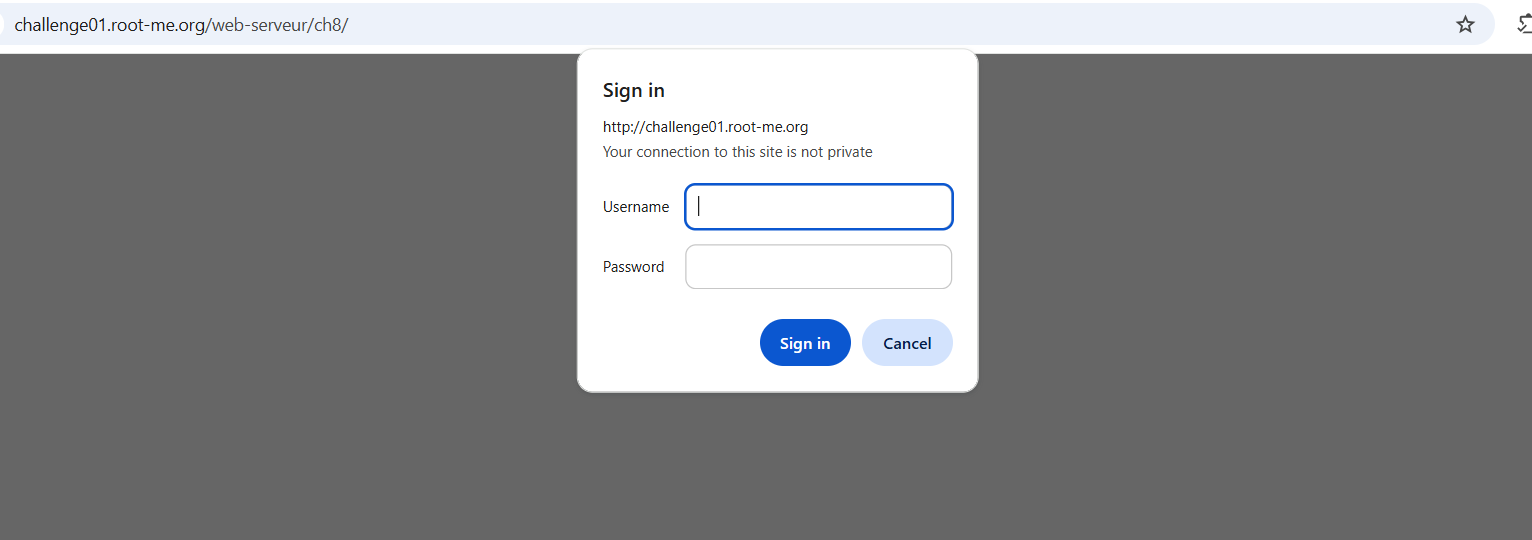 challenge01.root-me.org/web-serveur/ch8/
Sign in
http://challenge01.root-me.org
Your connection to this site is not private
Username
Password
Sign in
Cancel